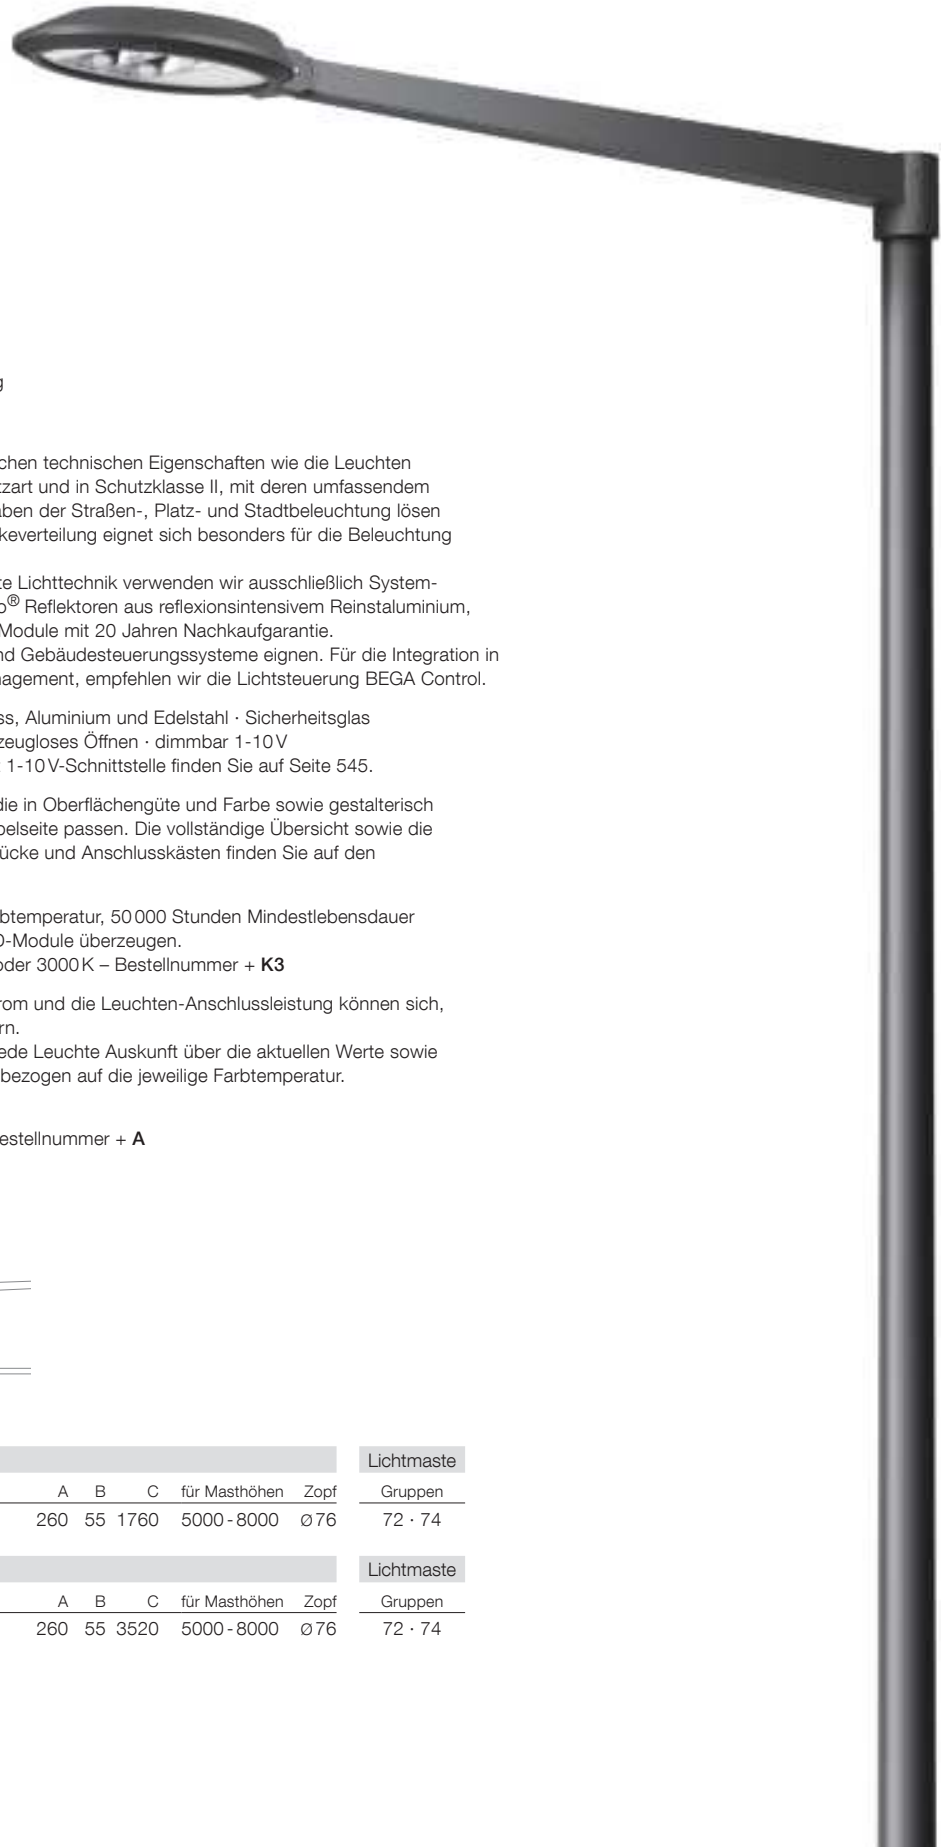 g
chen technischen Eigenschaften wie die Leuchten
tzart und in Schutzklasse II, mit deren umfassendem
aben der Straßen-, Platz- und Stadtbeleuchtung lösen
keverteilung eignet sich besonders für die Beleuchtung
te Lichttechnik verwenden wir ausschließlich System-
o® Reflektoren aus reflexionsintensivem Reinstaluminium,
Module mit 20 Jahren Nachkaufgarantie.
nd Gebäudesteuerungssysteme eignen. Für die Integration in
nagement, empfehlen wir die Lichtsteuerung BEGA Control.
ss, Aluminium und Edelstahl · Sicherheitsglas
zeugloses Öffnen · dimmbar 1-10 V
t 1-10 V-Schnittstelle finden Sie auf Seite 545.
die in Oberflächengüte und Farbe sowie gestalterisch
pelseite passen. Die vollständige Übersicht sowie die
ücke und Anschlusskästen finden Sie auf den
btemperatur, 50 000 Stunden Mindestlebensdauer
D-Module überzeugen.
oder 3000 K – Bestellnummer + K3
rom und die Leuchten-Anschlussleistung können sich,
rn.
ede Leuchte Auskunft über die aktuellen Werte sowie
bezogen auf die jeweilige Farbtemperatur.
estellnummer + A
Lichtmaste
A B C für Masthöhen Zopf Gruppen
260 55 1760 5000 - 8000 Ø 76 72 · 74
Lichtmaste
A B C für Masthöhen Zopf Gruppen
260 55 3520 5000 - 8000 Ø 76 72 · 74